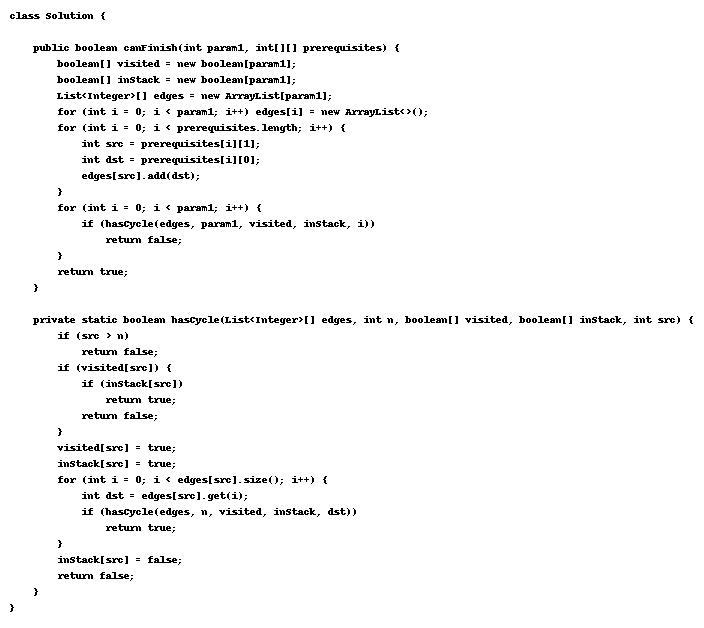 class Solution {
    public boolean canFinish(int param1, int[][] prerequisites) {
        boolean[] visited = new boolean[param1];
        boolean[] inStack = new boolean[param1];
        List<Integer>[] edges = new ArrayList[param1];
        for (int i = 0; i < param1; i++) edges[i] = new ArrayList<>();
        for (int i = 0; i < prerequisites.length; i++) {
            int src = prerequisites[i][1];
            int dst = prerequisites[i][0];
            edges[src].add(dst);
        }
        for (int i = 0; i < param1; i++) {
            if (hasCycle(edges, param1, visited, inStack, i))
                return false;
        }
        return true;
    }
    private static boolean hasCycle(List<Integer>[] edges, int n, boolean[] visited, boolean[] inStack, int src) {
        if (src > n)
            return false;
        if (visited[src]) {
            if (inStack[src])
                return true;
            return false;
        }
        visited[src] = true;
        inStack[src] = true;
        for (int i = 0; i < edges[src].size(); i++) {
            int dst = edges[src].get(i);
            if (hasCycle(edges, n, visited, inStack, dst))
                return true;
        }
        inStack[src] = false;
        return false;
    }
}